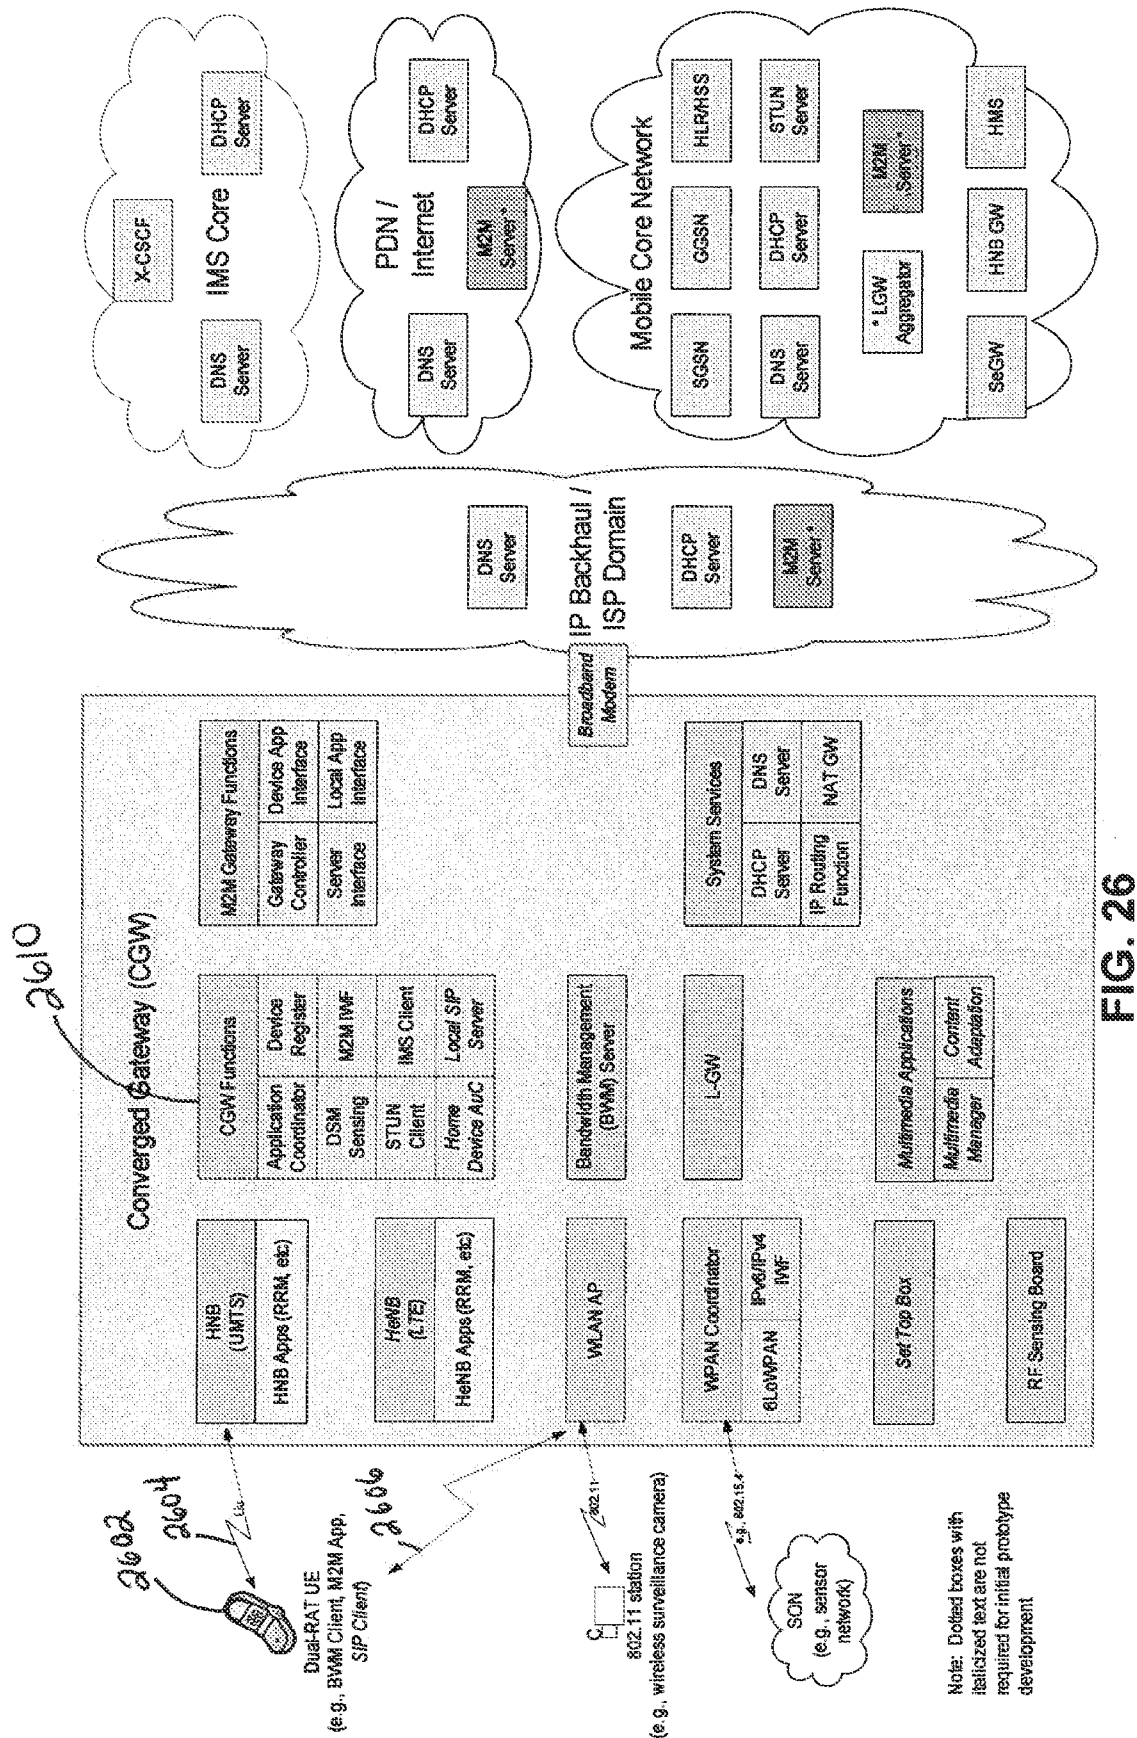 2602
2604
Uu
Dual-RAT UE
(e.g., BWM Client, M2M App,
SIP Client)
2606
802.11
802.11 station
(e.g., wireless surveillance camera)
e.g., 802.15.4
SON
(e.g., sensor
network)
Note: Dotted boxes with
italicized text are not
required for initial prototype
development
2610
Converged Gateway (CGW)
HNB
(UMTS)
HNB Apps (RRM, etc)
HeNB
(LTE)
HeNB Apps (RRM, etc)
WLAN AP
WPAN Coordinator
6LoWPAN
IPv6/IPv4
IWF
Set Top Box
RF Sensing Board
CGW Functions
Application
Coordinator
Device
Register
DSM
Sensing
M2M IWF
STUN
Client
IMS Client
Home
Device AuC
Local SIP
Server
Bandwidth Management
(BWM) Server
L-GW
Multimedia Applications
Multimedia
Manager
Content
Adaptation
M2M Gateway Functions
Gateway
Controller
Device App
Interface
Server
Interface
Local App
Interface
Broadband
Modem
System Services
DHCP
Server
DNS
Server
IP Routing
Function
NAT GW
DNS
Server
IP Backhaul /
ISP Domain
DHCP
Server
M2M
Server*
X-CSCF
DNS
Server
IMS Core
DHCP
Server
PDN /
Internet
DNS
Server
M2M
Server*
DHCP
Server
Mobile Core Network
SGSN
GGSN
HLR/HSS
DNS
Server
DHCP
Server
STUN
Server
* LGW
Aggregator
M2M
Server*
SeGW
HNB GW
HMS
FIG. 26